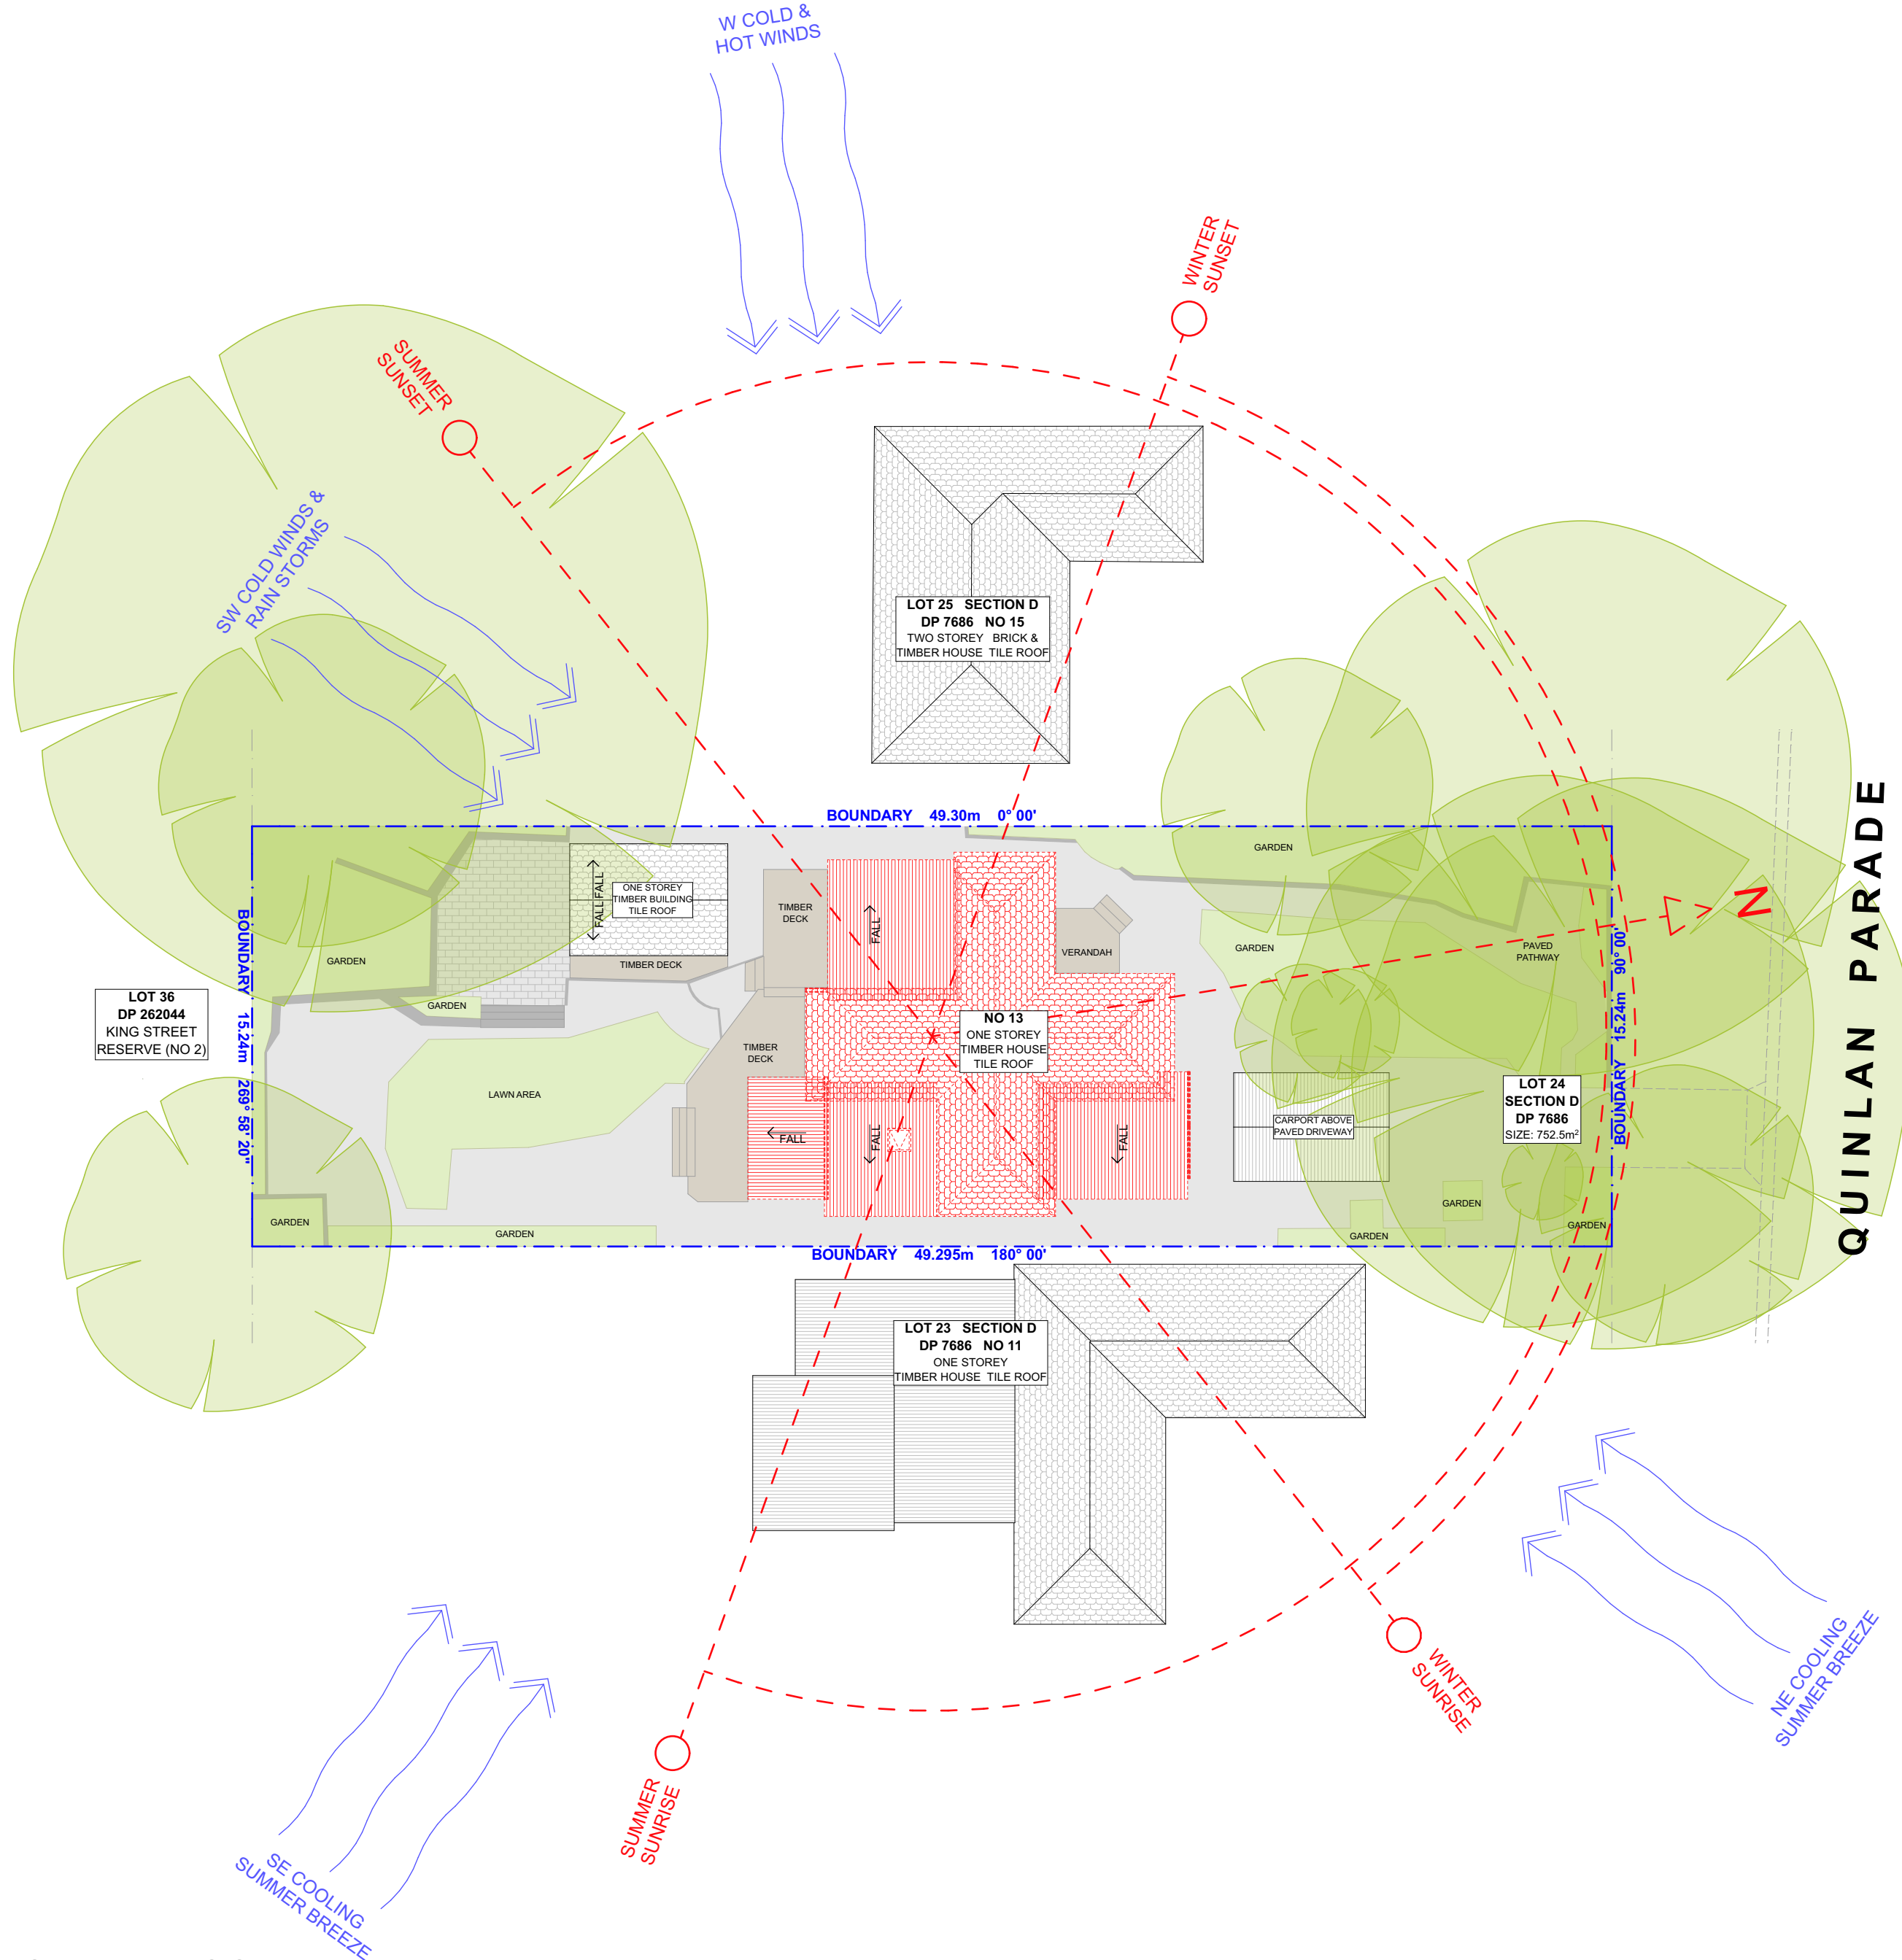 W COLD &
HOT WINDS
WINTER
SUNSET
SUMMER
SUNSET
SW COLD WINDS &
RAIN STORMS
LOT 25 SECTION D
DP 7686 NO 15
TWO STOREY BRICK &
TIMBER HOUSE TILE ROOF
BOUNDARY 49.30m 0° 00'
GARDEN
ONE STOREY
TIMBER BUILDING
TILE ROOF
FALL
FALL
TIMBER
DECK
FALL
VERANDAH
GARDEN
PAVED
PATHWAY
N
QUINLAN PARADE
BOUNDARY 15.24m 269° 58' 20"
BOUNDARY 15.24m 90° 00'
GARDEN
TIMBER DECK
GARDEN
LOT 36
DP 262044
KING STREET
RESERVE (NO 2)
NO 13
ONE STOREY
TIMBER HOUSE
TILE ROOF
TIMBER
DECK
LAWN AREA
LOT 24
SECTION D
DP 7686
SIZE: 752.5m²
CARPORT ABOVE
PAVED DRIVEWAY
FALL
FALL
FALL
GARDEN
GARDEN
GARDEN
GARDEN
GARDEN
BOUNDARY 49.295m 180° 00'
LOT 23 SECTION D
DP 7686 NO 11
ONE STOREY
TIMBER HOUSE TILE ROOF
WINTER
SUNRISE
NE COOLING
SUMMER BREEZE
SUMMER
SUNRISE
SE COOLING
SUMMER BREEZE